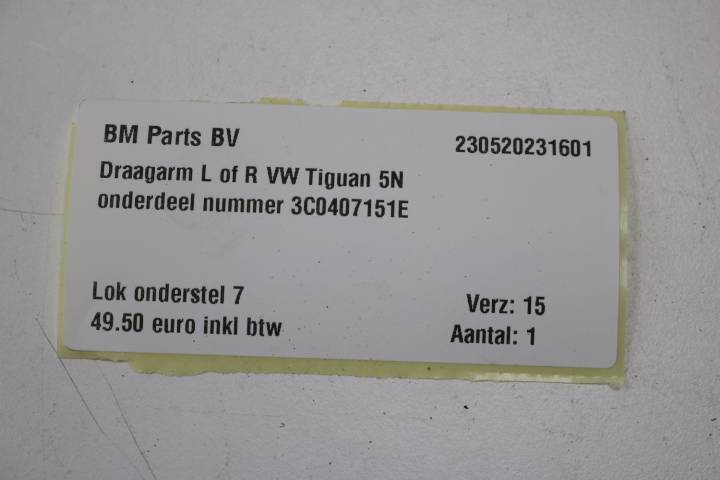 BM Parts BV 230520231601
Draagarm L of R VW Tiguan 5N
onderdeel nummer 3C0407151E
Lok onderstel 7 Verz: 15
49.50 euro inkl btw Aantal: 1